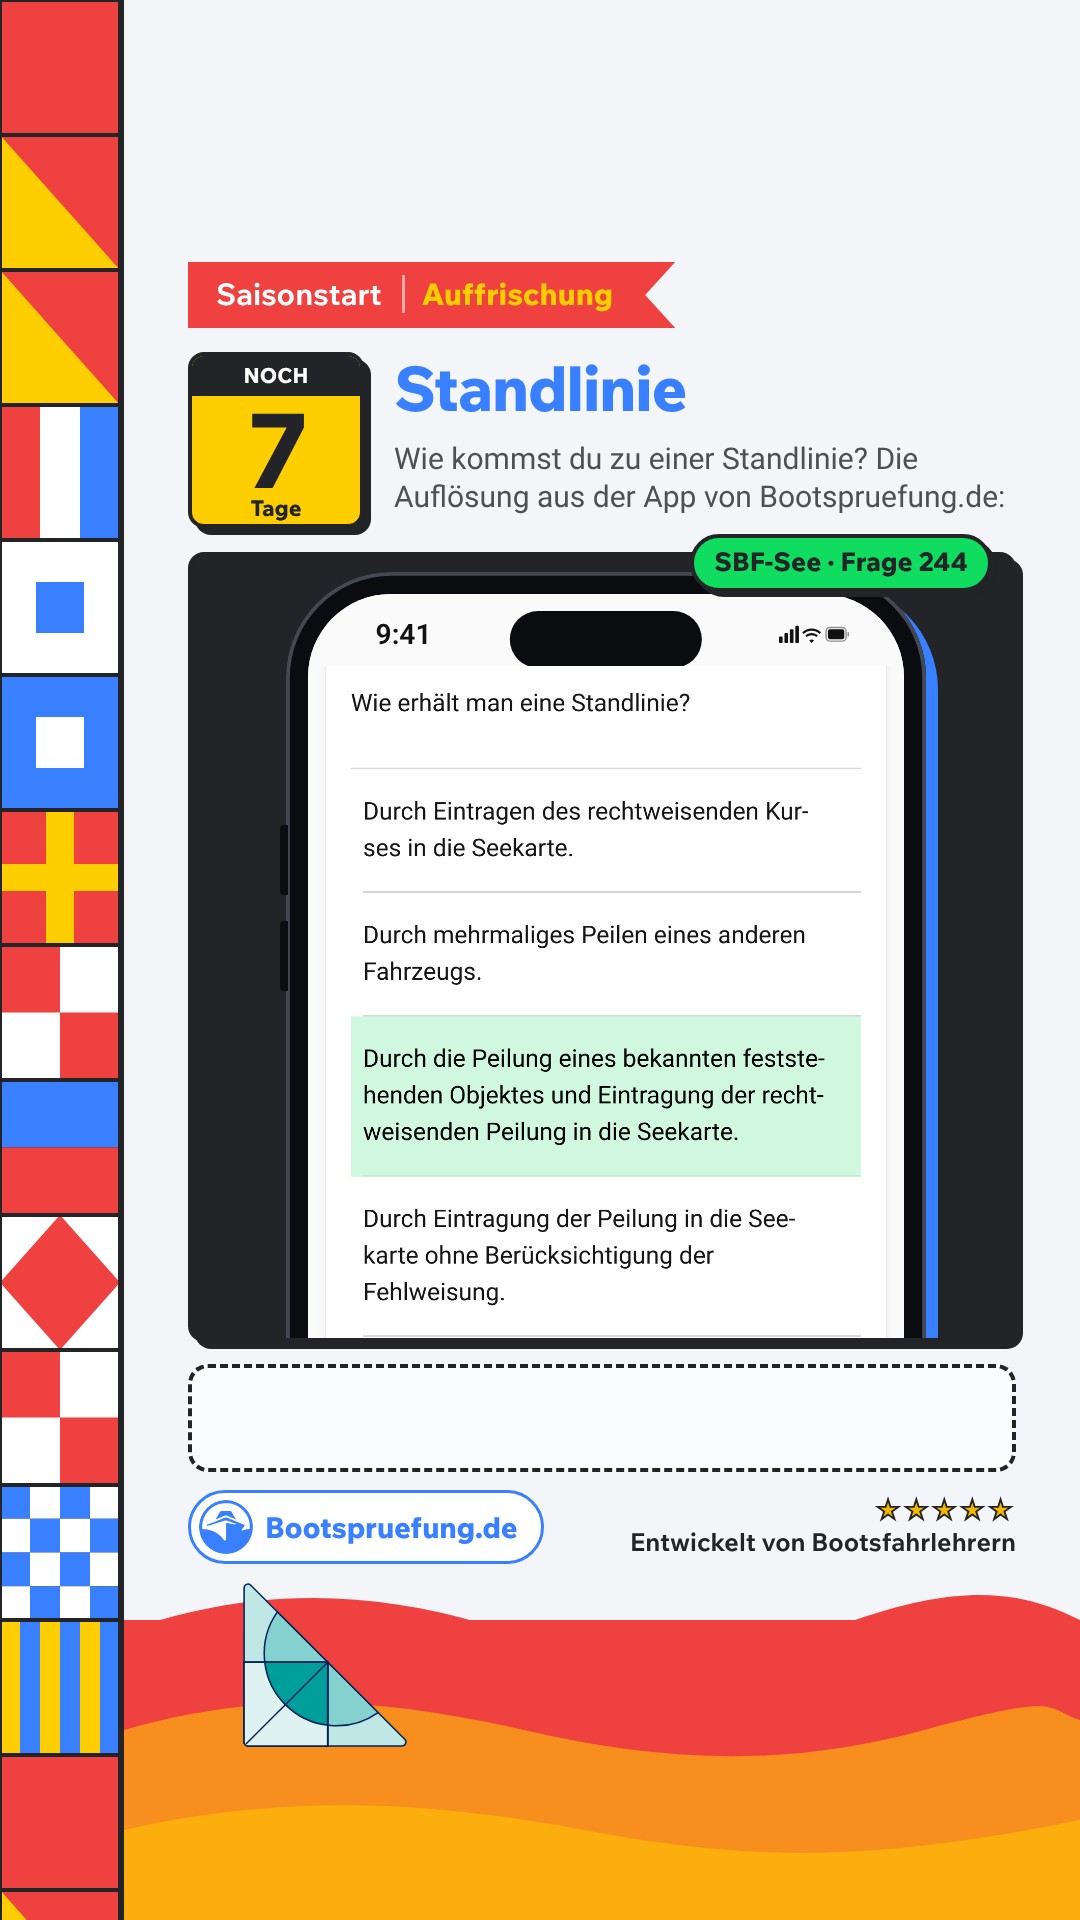 Saisonstart | Auffrischung
NOCH
7
Tage
Standlinie
Wie kommst du zu einer Standlinie? Die
Auflösung aus der App von Bootspruefung.de:
SBF-See · Frage 244
9:41
Wie erhält man eine Standlinie?
Durch Eintragen des rechtweisenden Kur-
ses in die Seekarte.
Durch mehrmaliges Peilen eines anderen
Fahrzeugs.
Durch die Peilung eines bekannten festste-
henden Objektes und Eintragung der recht-
weisenden Peilung in die Seekarte.
Durch Eintragung der Peilung in die See-
karte ohne Berücksichtigung der
Fehlweisung.
Bootspruefung.de
Entwickelt von Bootsfahrlehrern